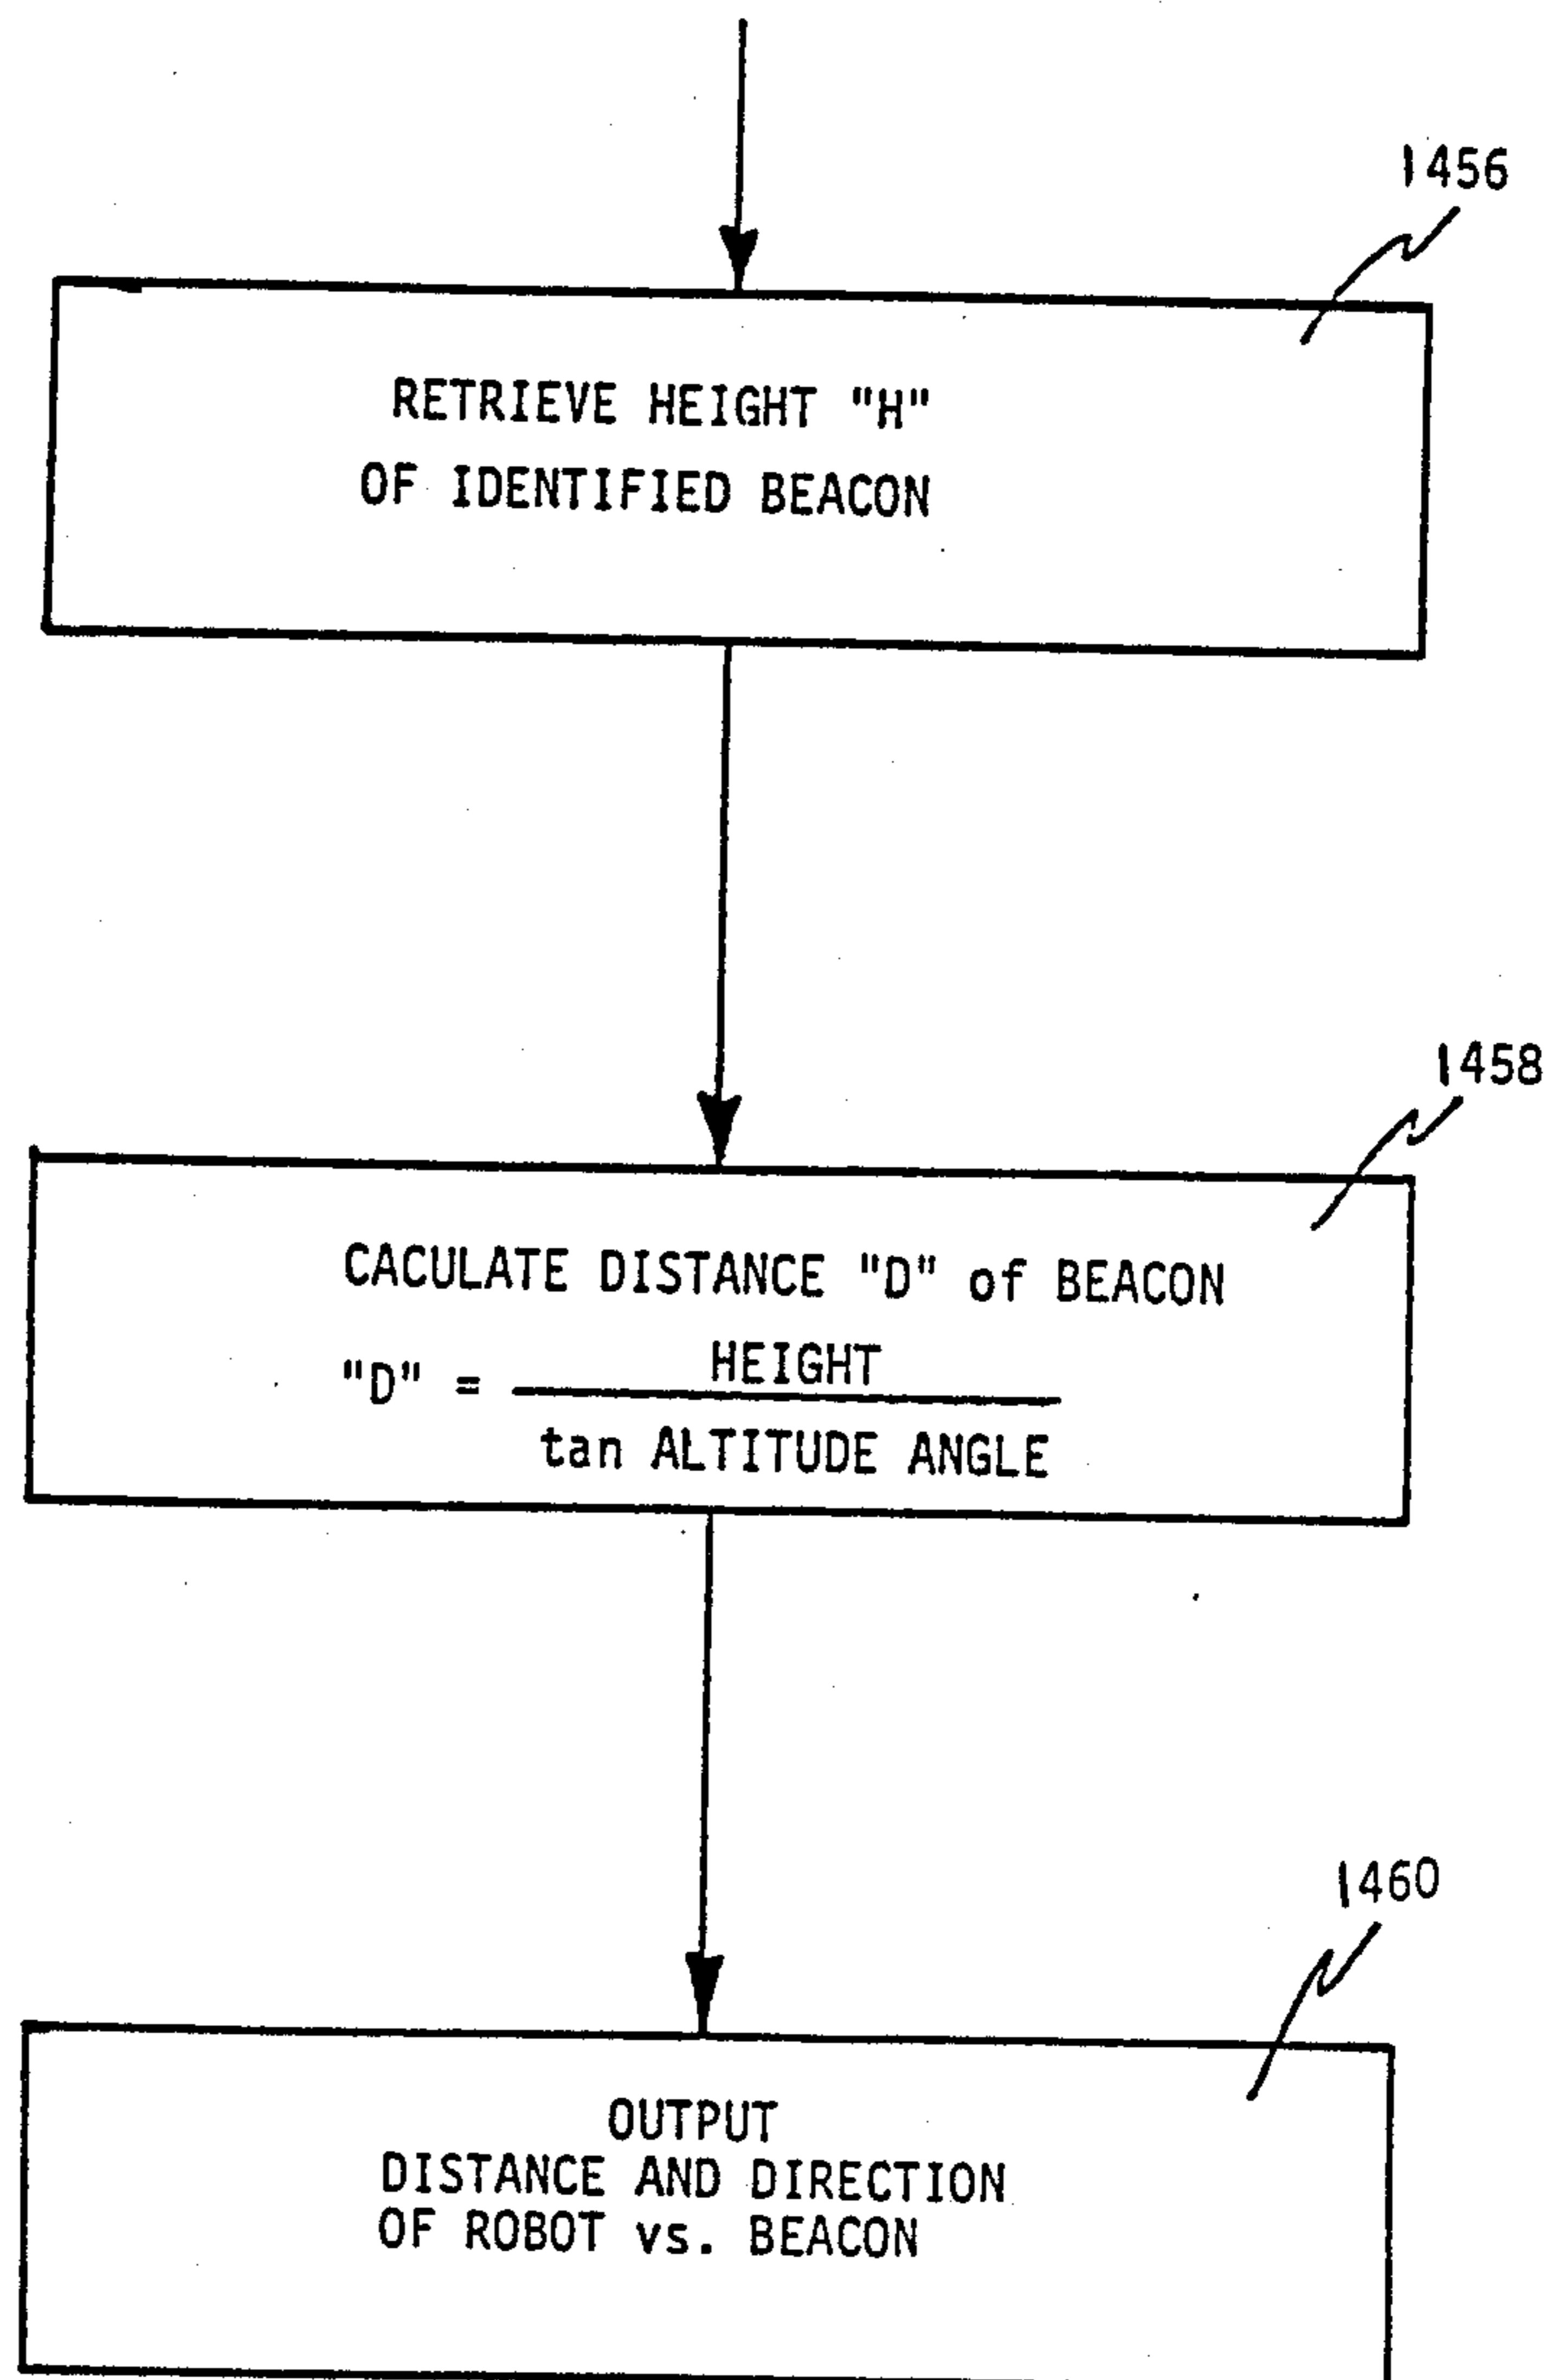 1456
RETRIEVE HEIGHT "H"
OF IDENTIFIED BEACON
1458
CACULATE DISTANCE "D" of BEACON
"D" = HEIGHT
tan ALTITUDE ANGLE
1460
OUTPUT
DISTANCE AND DIRECTION
OF ROBOT vs. BEACON